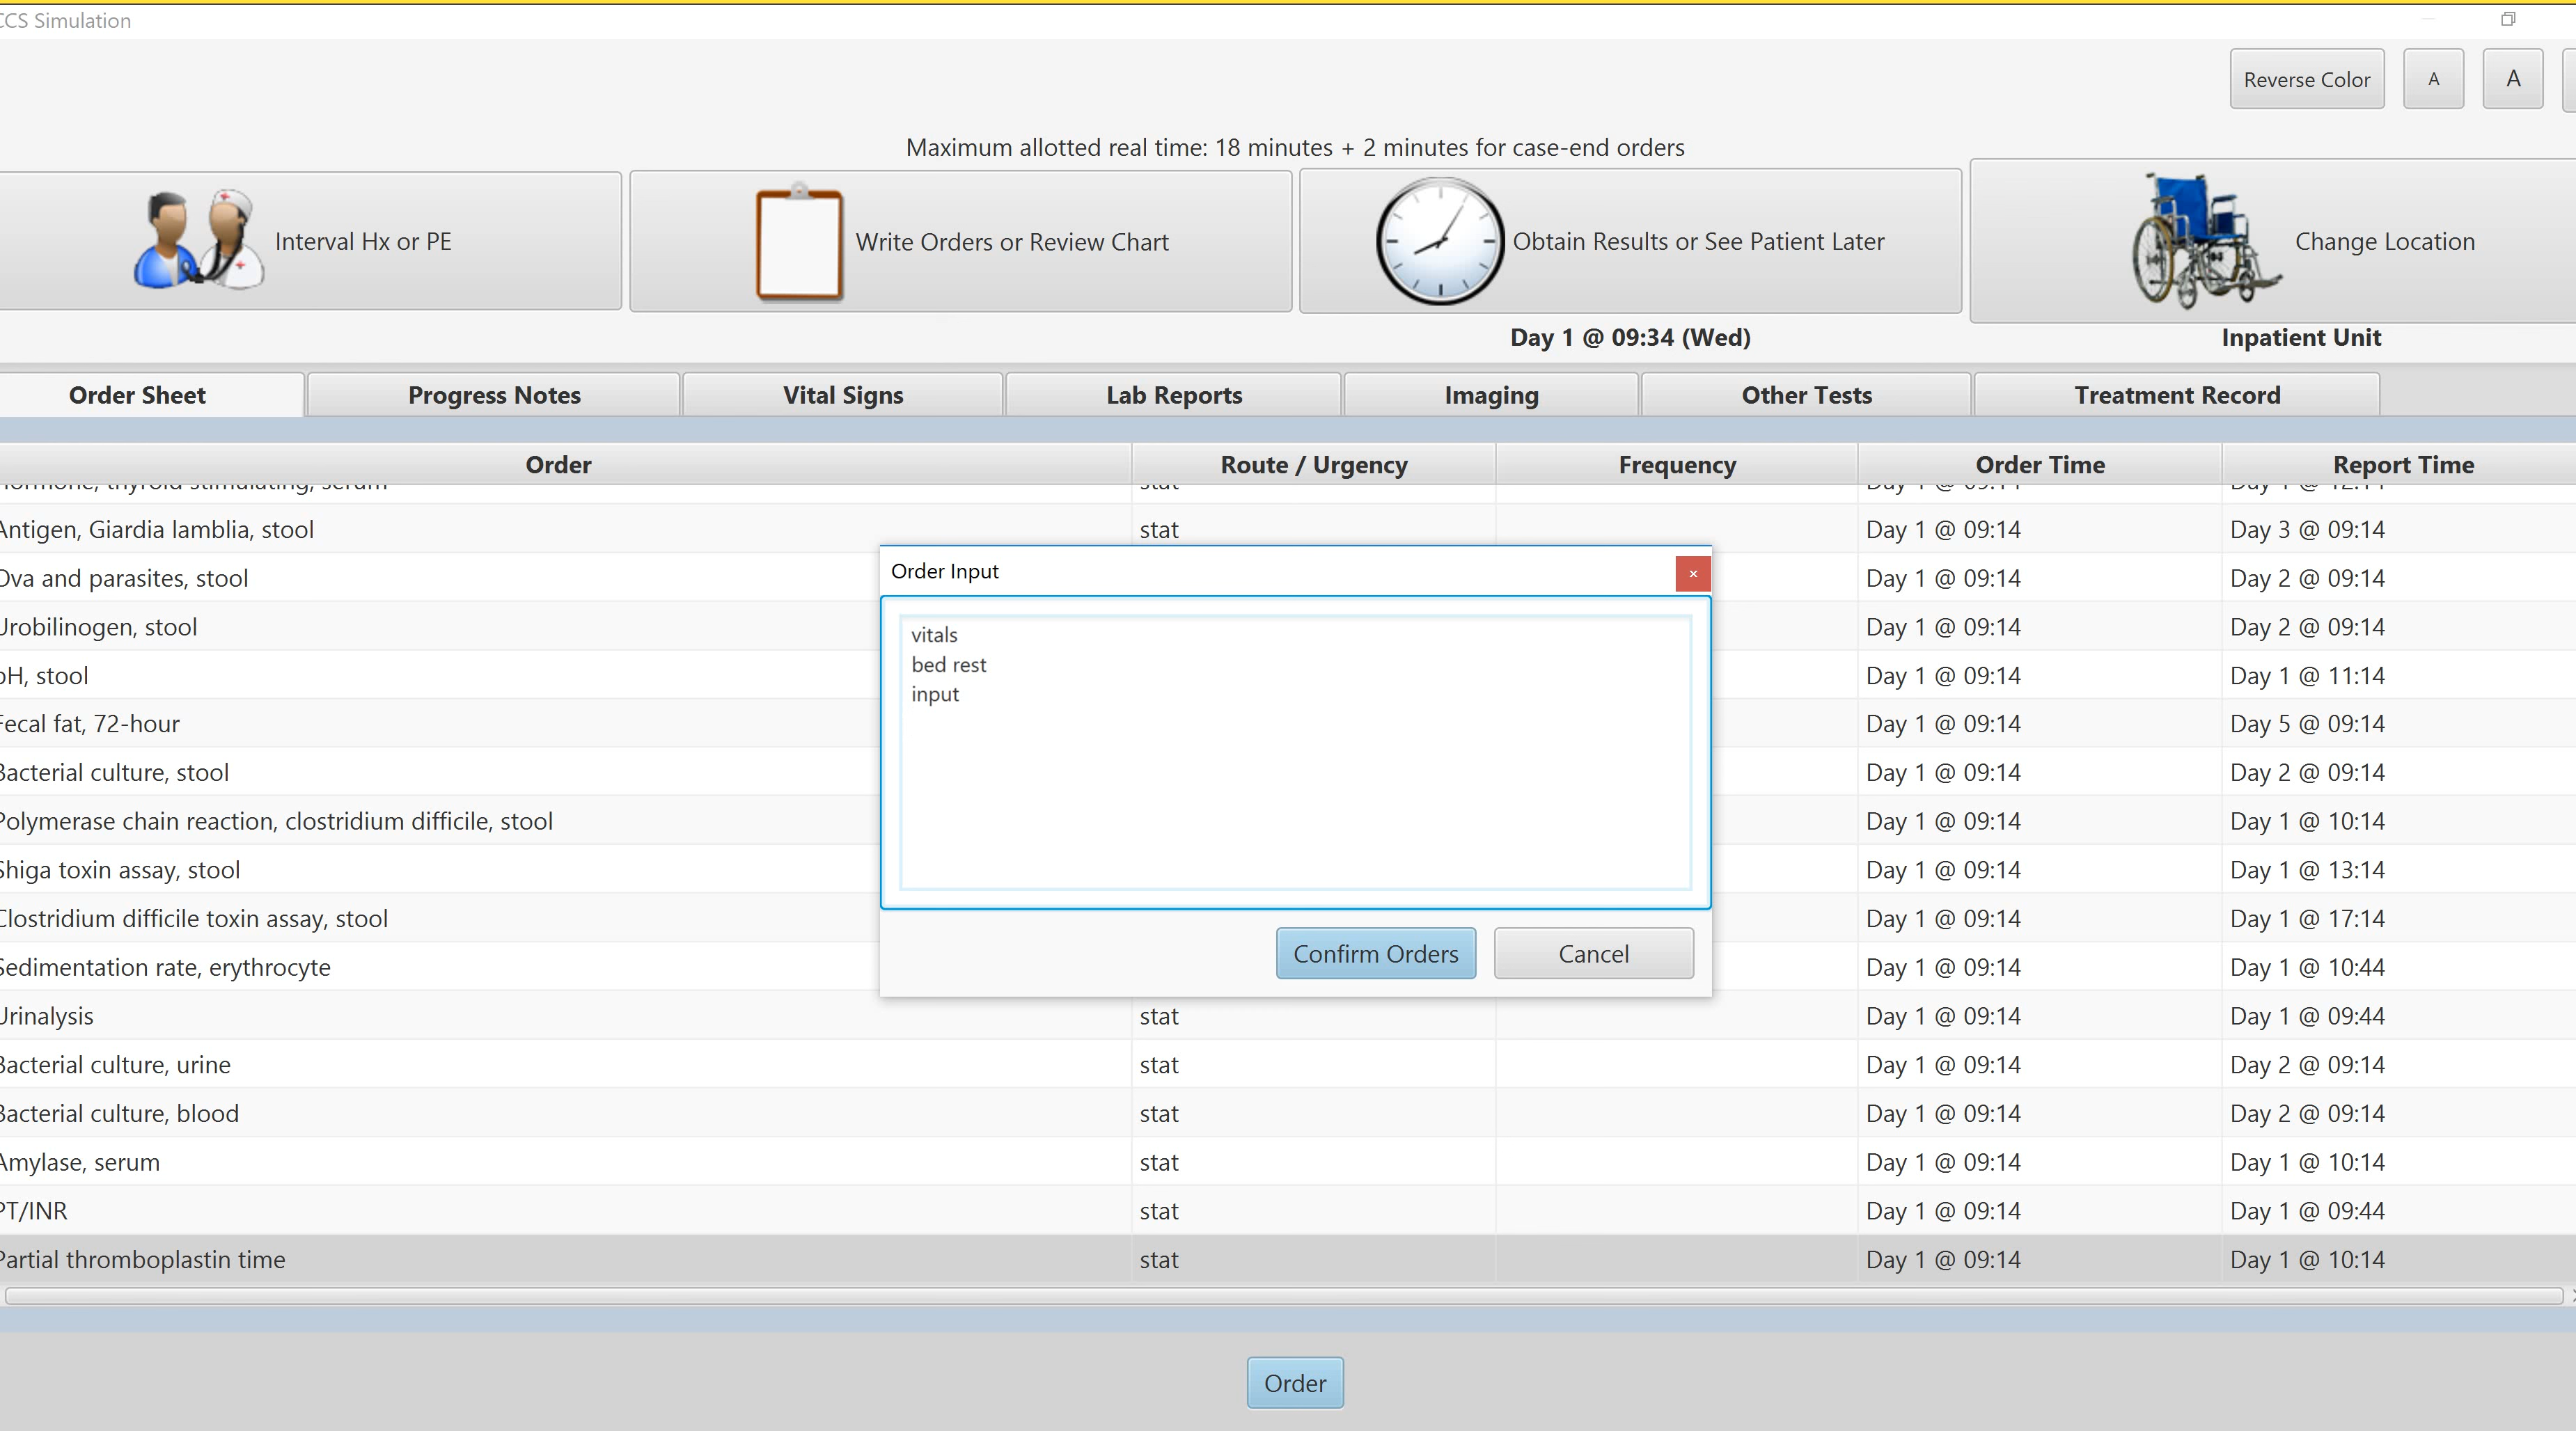 CCS Simulation
Reverse Color A A
Maximum allotted real time: 18 minutes + 2 minutes for case-end orders
Interval Hx or PE Write Orders or Review Chart Obtain Results or See Patient Later Change Location
Day 1 @ 09:34 (Wed) Inpatient Unit
Order Sheet Progress Notes Vital Signs Lab Reports Imaging Other Tests Treatment Record
Order Route / Urgency Frequency Order Time Report Time
Antigen, Giardia lamblia, stool stat Day 1 @ 09:14 Day 3 @ 09:14
Ova and parasites, stool Day 1 @ 09:14 Day 2 @ 09:14
Urobilinogen, stool Day 1 @ 09:14 Day 2 @ 09:14
pH, stool Day 1 @ 09:14 Day 1 @ 11:14
Fecal fat, 72-hour Day 1 @ 09:14 Day 5 @ 09:14
Bacterial culture, stool Day 1 @ 09:14 Day 2 @ 09:14
Polymerase chain reaction, clostridium difficile, stool Day 1 @ 09:14 Day 1 @ 10:14
Shiga toxin assay, stool Day 1 @ 09:14 Day 1 @ 13:14
Clostridium difficile toxin assay, stool Day 1 @ 09:14 Day 1 @ 17:14
Sedimentation rate, erythrocyte Day 1 @ 09:14 Day 1 @ 10:44
Urinalysis stat Day 1 @ 09:14 Day 1 @ 09:44
Bacterial culture, urine stat Day 1 @ 09:14 Day 2 @ 09:14
Bacterial culture, blood stat Day 1 @ 09:14 Day 2 @ 09:14
Amylase, serum stat Day 1 @ 09:14 Day 1 @ 10:14
PT/INR stat Day 1 @ 09:14 Day 1 @ 09:44
Partial thromboplastin time stat Day 1 @ 09:14 Day 1 @ 10:14
Order Input
vitals
bed rest
input
Confirm Orders Cancel
Order